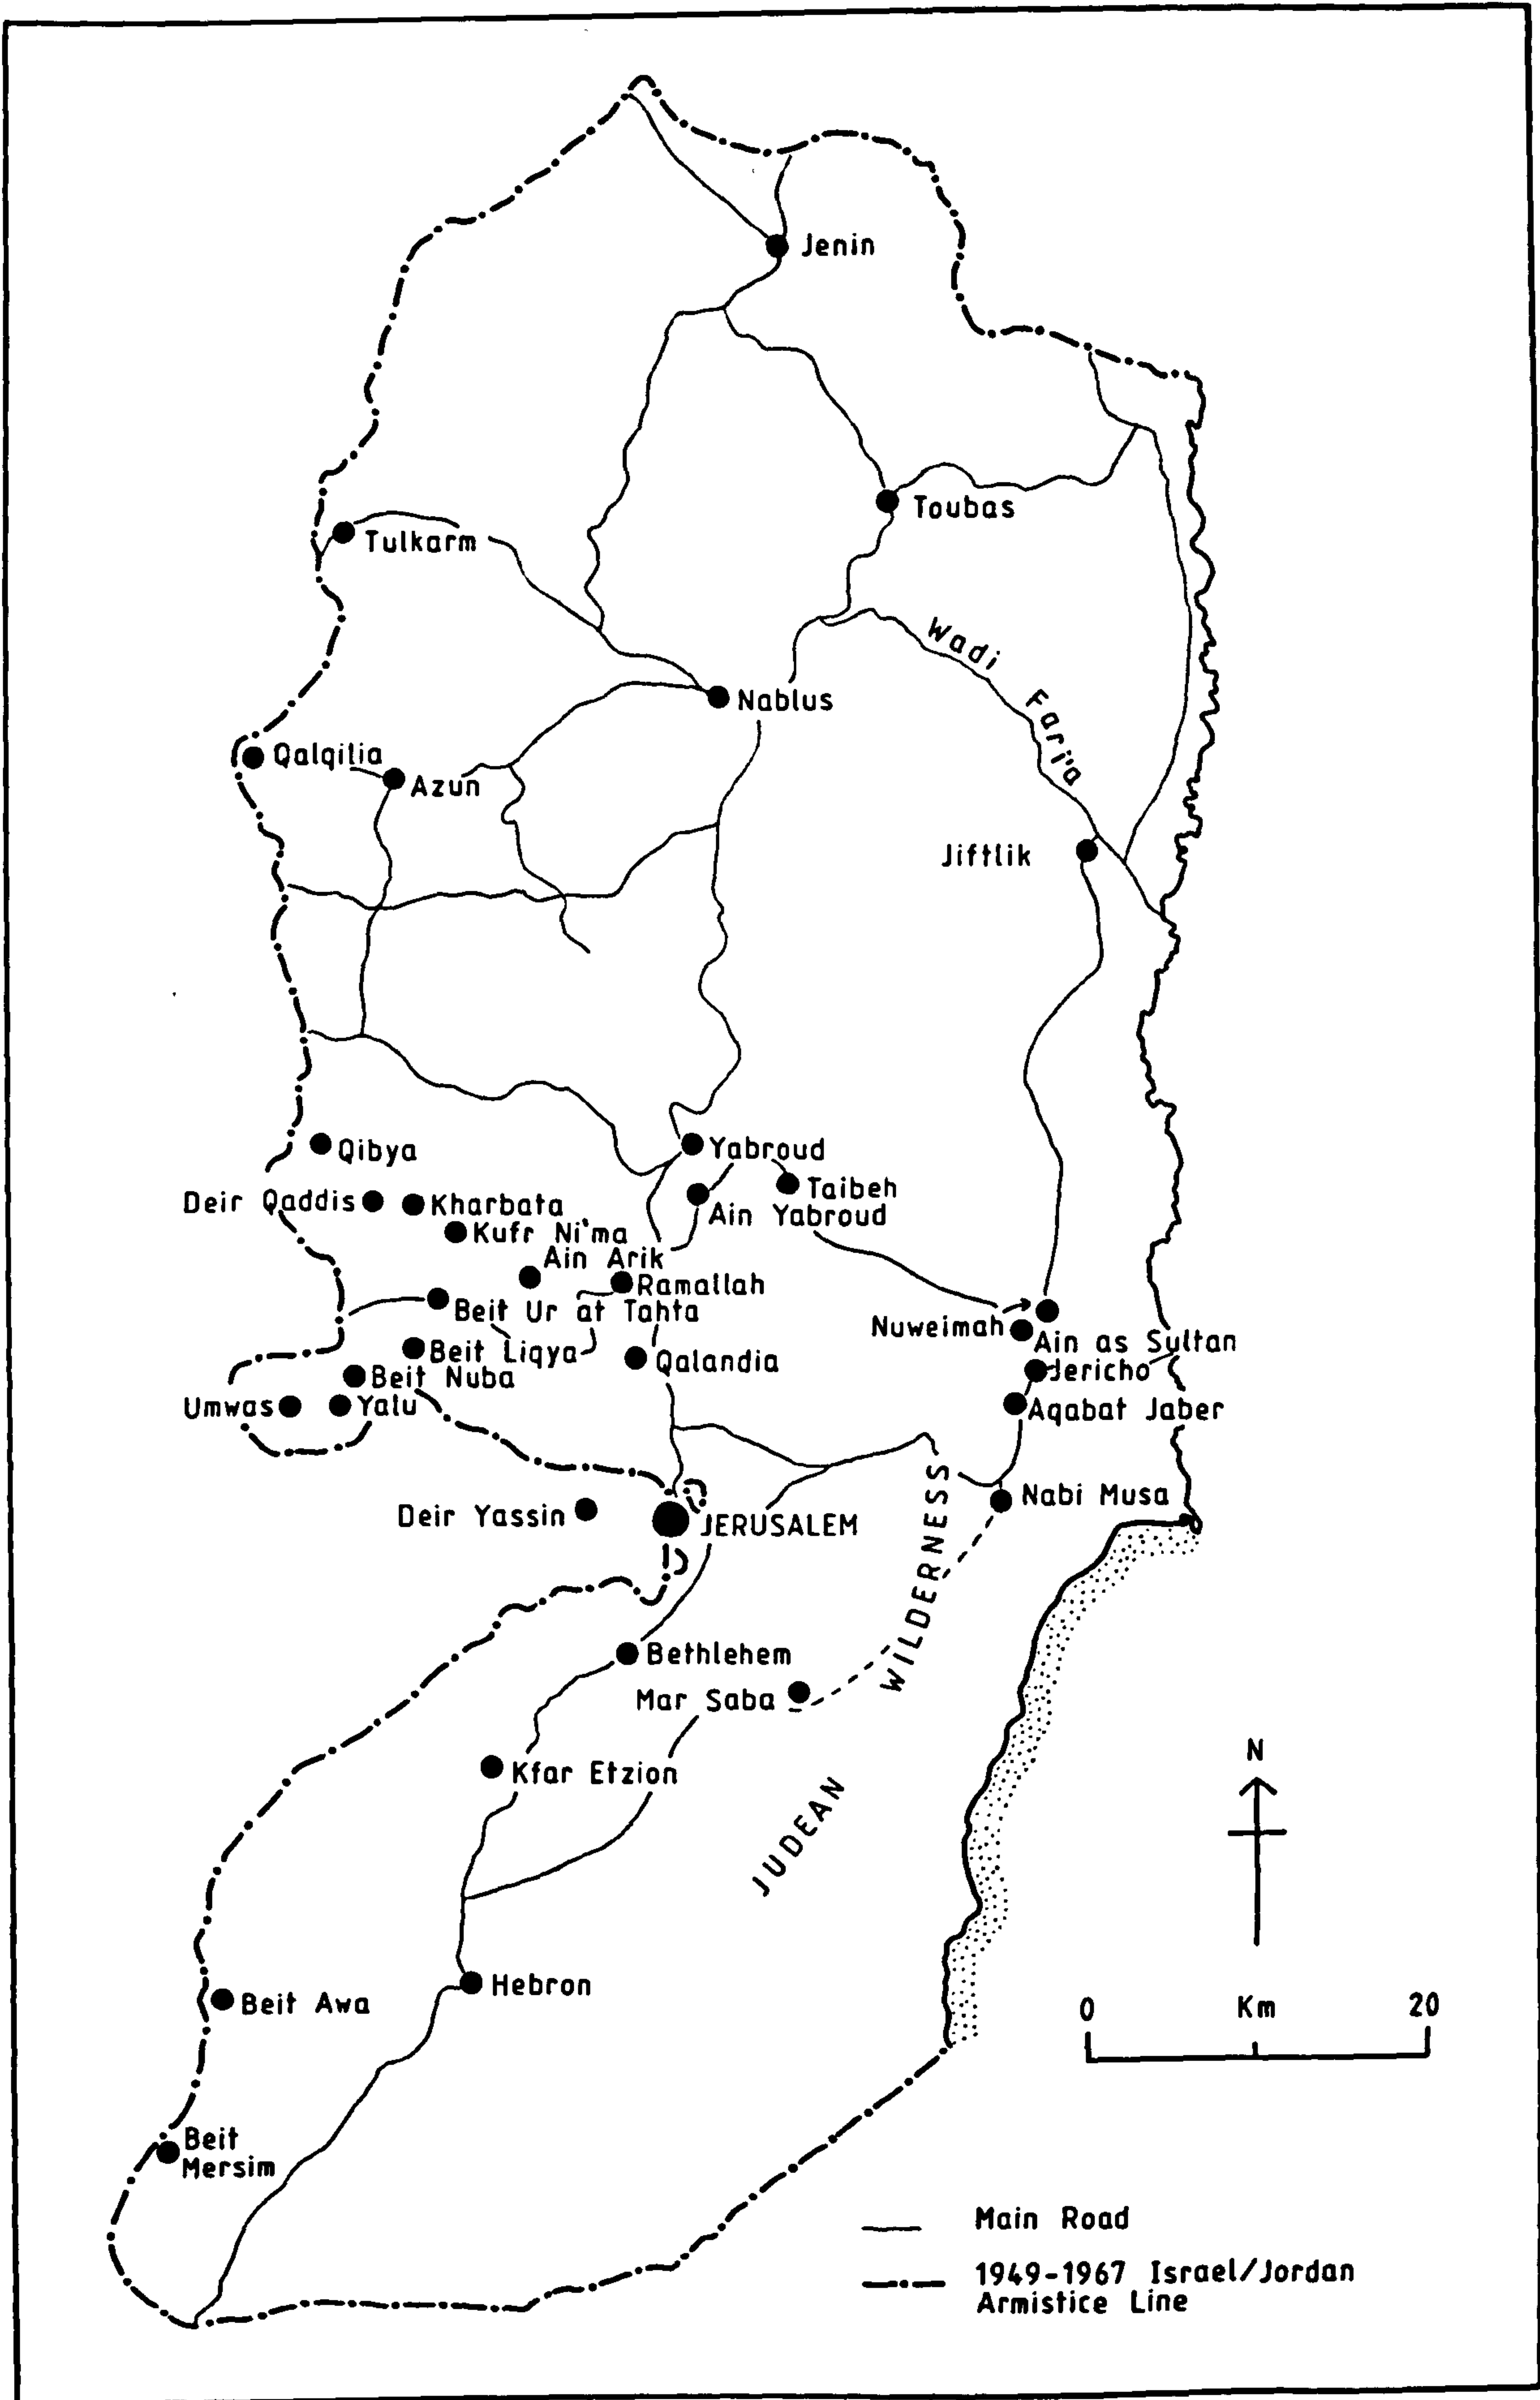 Jenin
Toubas
Tulkarm
Wadi
Fari'a
Nablus
Qalqilia
Azun
Jiftlik
Qibya
Yabroud
Deir Qaddis
Kharbata
Taibeh
Ain Yabroud
Kufr Ni'ma
Ain Arik
Ramallah
Beit Ur at Tahta
Nuweimah
Ain as Sultan
Beit Liqya
Qalandia
Jericho
Beit Nuba
Umwas
Yalu
Aqabat Jaber
Nabi Musa
Deir Yassin
JERUSALEM
WILDERNESS
Bethlehem
Mar Saba
Kfar Etzion
JUDEAN
N
Hebron
Beit Awa
0 Km 20
Beit
Mersim
Main Road
1949-1967 Israel/Jordan
Armistice Line